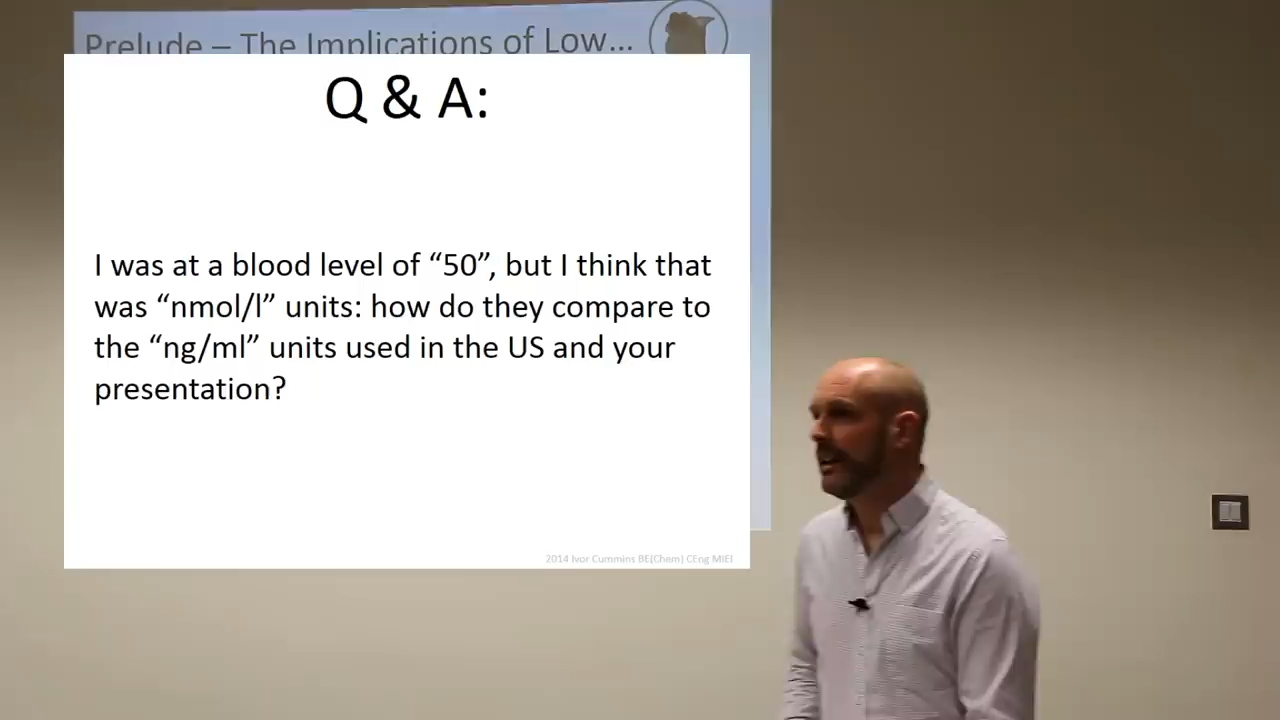 Prelude – The Implications of Low...
Q & A:
I was at a blood level of “50”, but I think that
was “nmol/l” units: how do they compare to
the “ng/ml” units used in the US and your
presentation?
2014 Ivor Cummins BE(Chem) CEng MIEI